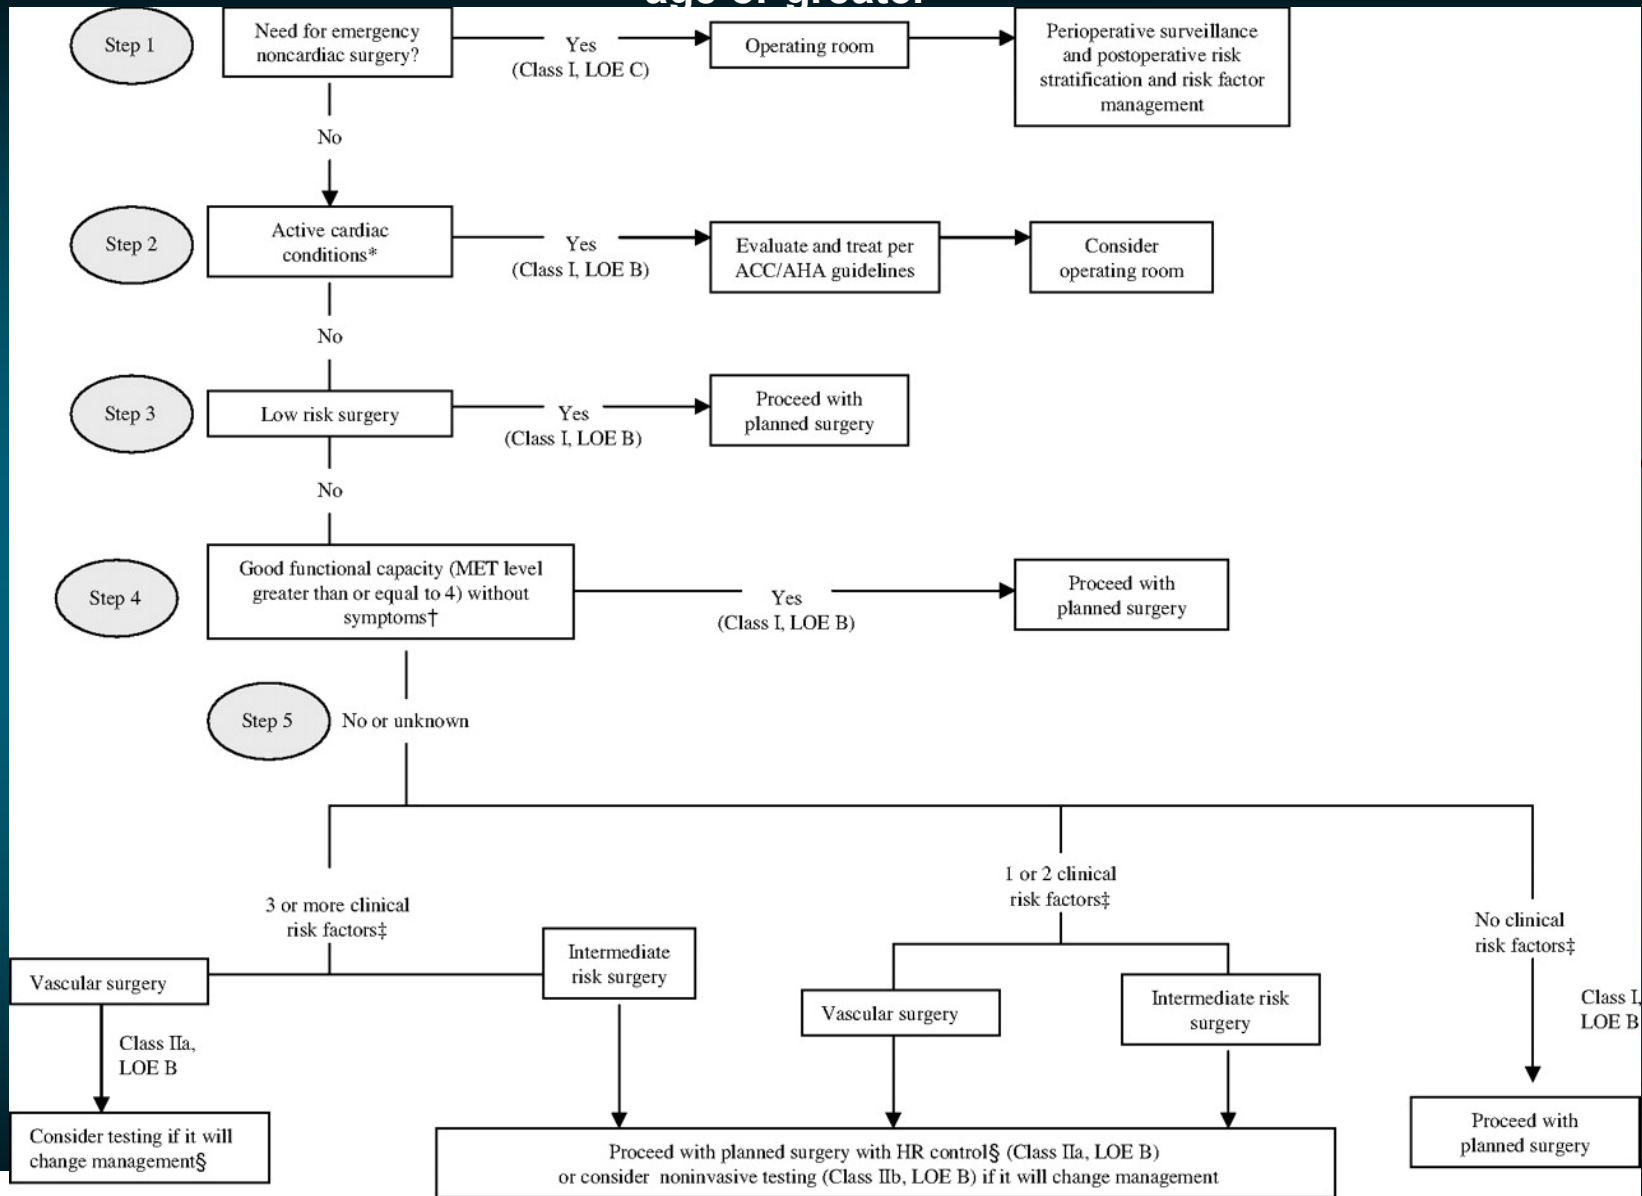 age or greater
Step 1
Need for emergency
noncardiac surgery?
Yes
(Class I, LOE C)
Operating room
Perioperative surveillance
and postoperative risk
stratification and risk factor
management
No
Step 2
Active cardiac
conditions*
Yes
(Class I, LOE B)
Evaluate and treat per
ACC/AHA guidelines
Consider
operating room
No
Step 3
Low risk surgery
Yes
(Class I, LOE B)
Proceed with
planned surgery
No
Step 4
Good functional capacity (MET level
greater than or equal to 4) without
symptoms†
Yes
(Class I, LOE B)
Proceed with
planned surgery
Step 5
No or unknown
3 or more clinical
risk factors‡
1 or 2 clinical
risk factors‡
No clinical
risk factors‡
Vascular surgery
Intermediate
risk surgery
Vascular surgery
Intermediate risk
surgery
Class I,
LOE B
Class IIa,
LOE B
Consider testing if it will
change management§
Proceed with planned surgery with HR control§ (Class IIa, LOE B)
or consider noninvasive testing (Class IIb, LOE B) if it will change management
Proceed with
planned surgery